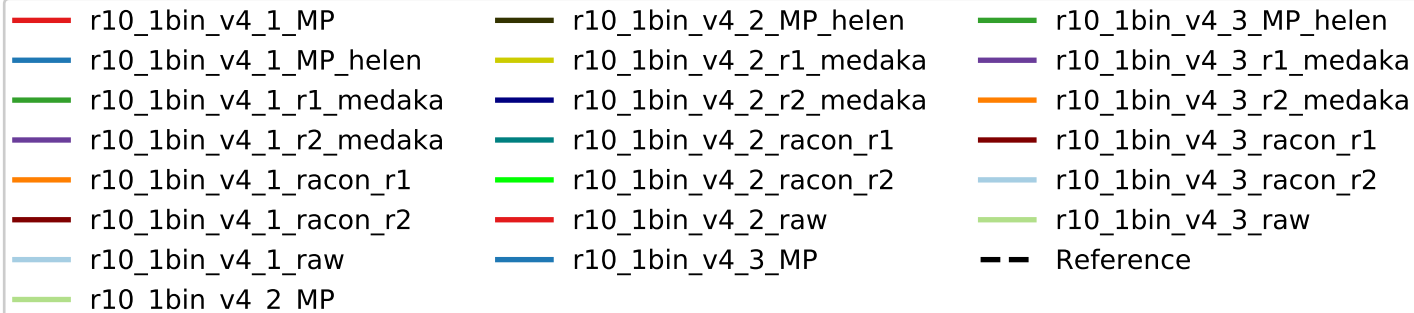 r10_1bin_v4_1_MP
r10_1bin_v4_1_MP_helen
r10_1bin_v4_1_r1_medaka
r10_1bin_v4_1_r2_medaka
r10_1bin_v4_1_racon_r1
r10_1bin_v4_1_racon_r2
r10_1bin_v4_1_raw
r10_1bin_v4_2_MP
r10_1bin_v4_2_MP_helen
r10_1bin_v4_2_r1_medaka
r10_1bin_v4_2_r2_medaka
r10_1bin_v4_2_racon_r1
r10_1bin_v4_2_racon_r2
r10_1bin_v4_2_raw
r10_1bin_v4_3_MP
r10_1bin_v4_3_MP_helen
r10_1bin_v4_3_r1_medaka
r10_1bin_v4_3_r2_medaka
r10_1bin_v4_3_racon_r1
r10_1bin_v4_3_racon_r2
r10_1bin_v4_3_raw
Reference